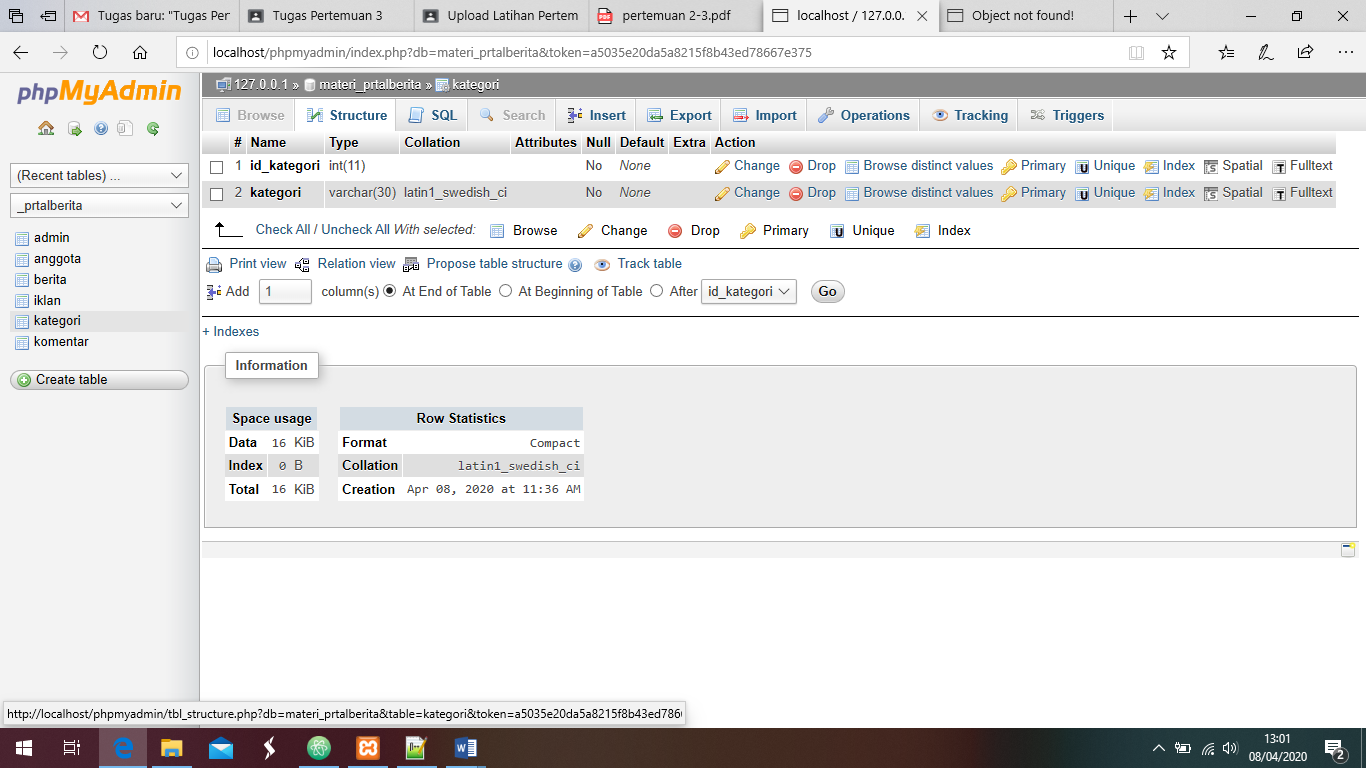 Tugas baru: "Tugas Per
Tugas Pertemuan 3
Upload Latihan Pertem
pertemuan 2-3.pdf
localhost / 127.0.0.
Object not found!
localhost/phpmyadmin/index.php?db=materi_prtalberita&token=a5035e20da5a8215f8b43ed78667e375
phpMyAdmin
127.0.0.1 » materi_prtalberita » kategori
Browse Structure SQL Search Insert Export Import Operations Tracking Triggers
# Name Type Collation Attributes Null Default Extra Action
1 id_kategori int(11) No None Change Drop Browse distinct values Primary Unique Index Spatial Fulltext
2 kategori varchar(30) latin1_swedish_ci No None Change Drop Browse distinct values Primary Unique Index Spatial Fulltext
Check All / Uncheck All With selected: Browse Change Drop Primary Unique Index
Print view Relation view Propose table structure Track table
Add 1 column(s) At End of Table At Beginning of Table After id_kategori Go
+ Indexes
(Recent tables) ...
_prtalberita
admin
anggota
berita
iklan
kategori
komentar
Create table
Information
Space usage
Data 16 KiB
Index 0 B
Total 16 KiB
Row Statistics
Format Compact
Collation latin1_swedish_ci
Creation Apr 08, 2020 at 11:36 AM
http://localhost/phpmyadmin/tbl_structure.php?db=materi_prtalberita&table=kategori&token=a5035e20da5a8215f8b43ed786
13:01
08/04/2020
2